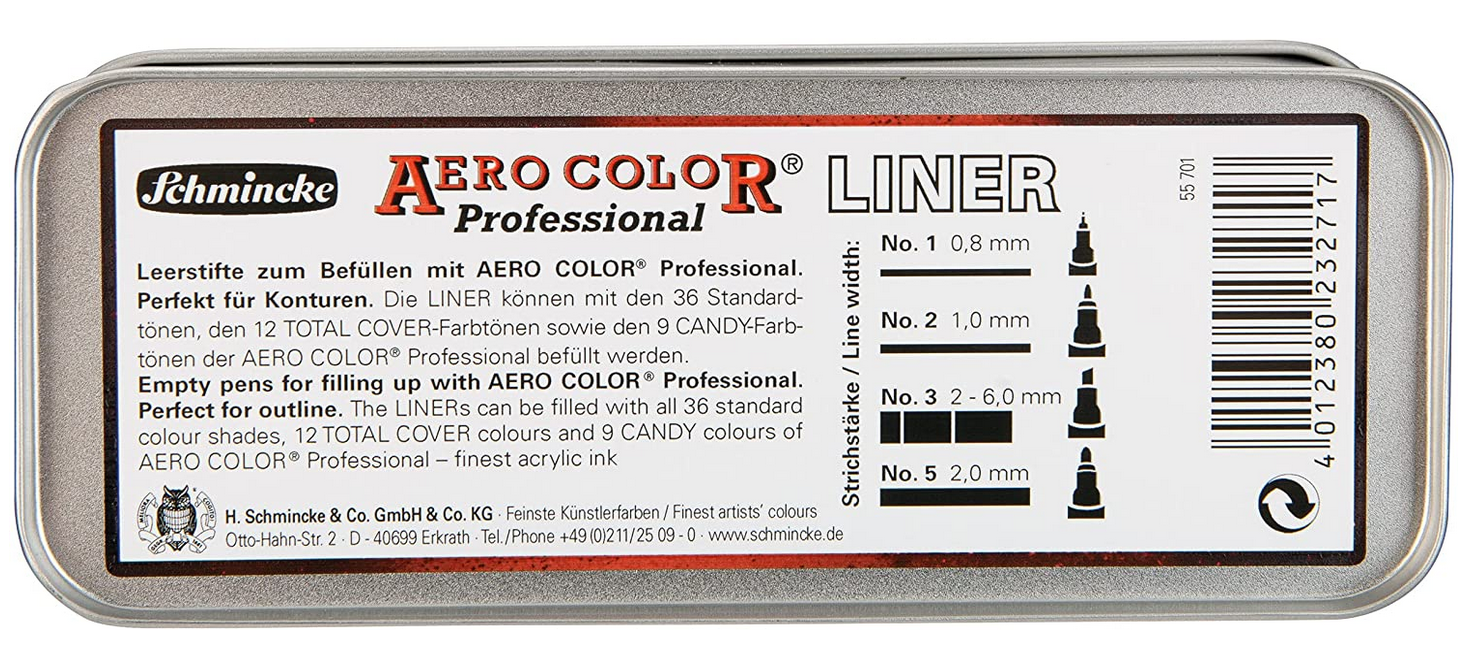 Schmincke
AERO COLOR® LINER
Professional
Leerstifte zum Befüllen mit AERO COLOR® Professional.
Perfekt für Konturen. Die LINER können mit den 36 Standard-
tönen, den 12 TOTAL COVER-Farbtönen sowie den 9 CANDY-Farb-
tönen der AERO COLOR® Professional befüllt werden.
Empty pens for filling up with AERO COLOR® Professional.
Perfect for outline. The LINERs can be filled with all 36 standard
colour shades, 12 TOTAL COVER colours and 9 CANDY colours of
AERO COLOR® Professional – finest acrylic ink
H. Schmincke & Co. GmbH & Co. KG · Feinste Künstlerfarben / Finest artists' colours
Otto-Hahn-Str. 2 · D - 40699 Erkrath · Tel./Phone +49(0)211/25 09 - 0 · www.schmincke.de
Strichstärke / Line width:
No. 1 0,8 mm
No. 2 1,0 mm
No. 3 2 - 6,0 mm
No. 5 2,0 mm
55 701
4 012380 232717